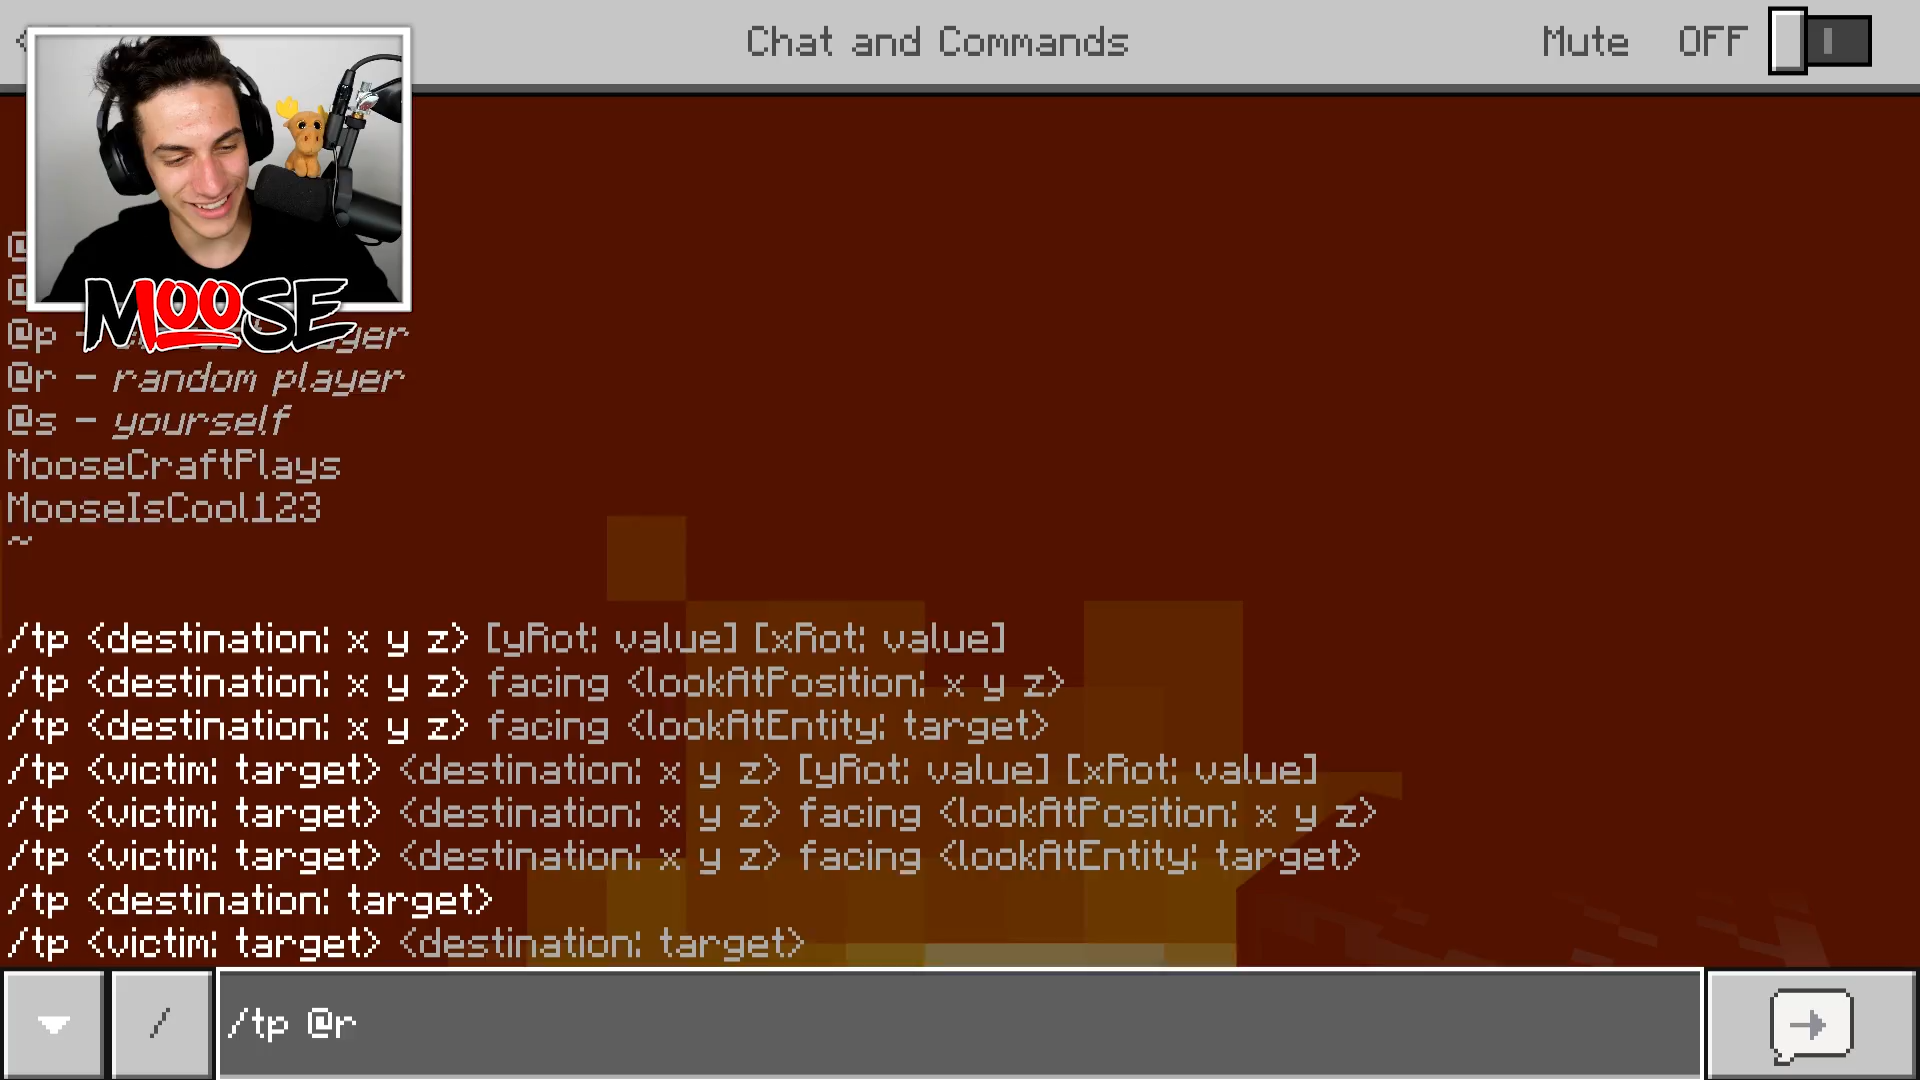 Chat and Commands
Mute OFF
MOOSE
@
@
@p - player
@r - random player
@s - yourself
MooseCraftPlays
MooseIsCool123
~
/tp <destination: x y z> [yRot: value] [xRot: value]
/tp <destination: x y z> facing <lookAtPosition: x y z>
/tp <destination: x y z> facing <lookAtEntity: target>
/tp <victim: target> <destination: x y z> [yRot: value] [xRot: value]
/tp <victim: target> <destination: x y z> facing <lookAtPosition: x y z>
/tp <victim: target> <destination: x y z> facing <lookAtEntity: target>
/tp <destination: target>
/tp <victim: target> <destination: target>
/
/tp @r